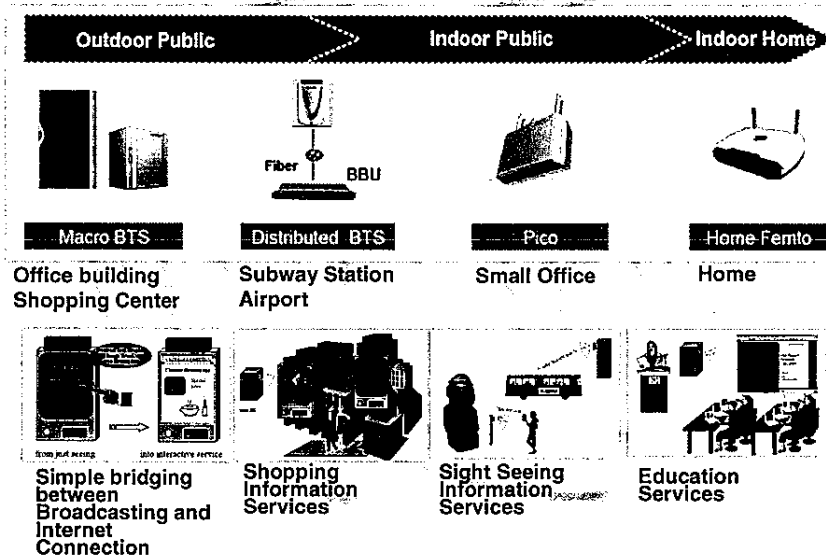 Outdoor Public
Indoor Public
Indoor Home
Fiber
BBU
Macro BTS
Distributed BTS
Pico
Home Femto
Office building
Shopping Center
Subway Station
Airport
Small Office
Home
from just seeing
into interactive service
Simple bridging
between
Broadcasting and
Internet
Connection
Shopping
Information
Services
Sight Seeing
Information
Services
Education
Services